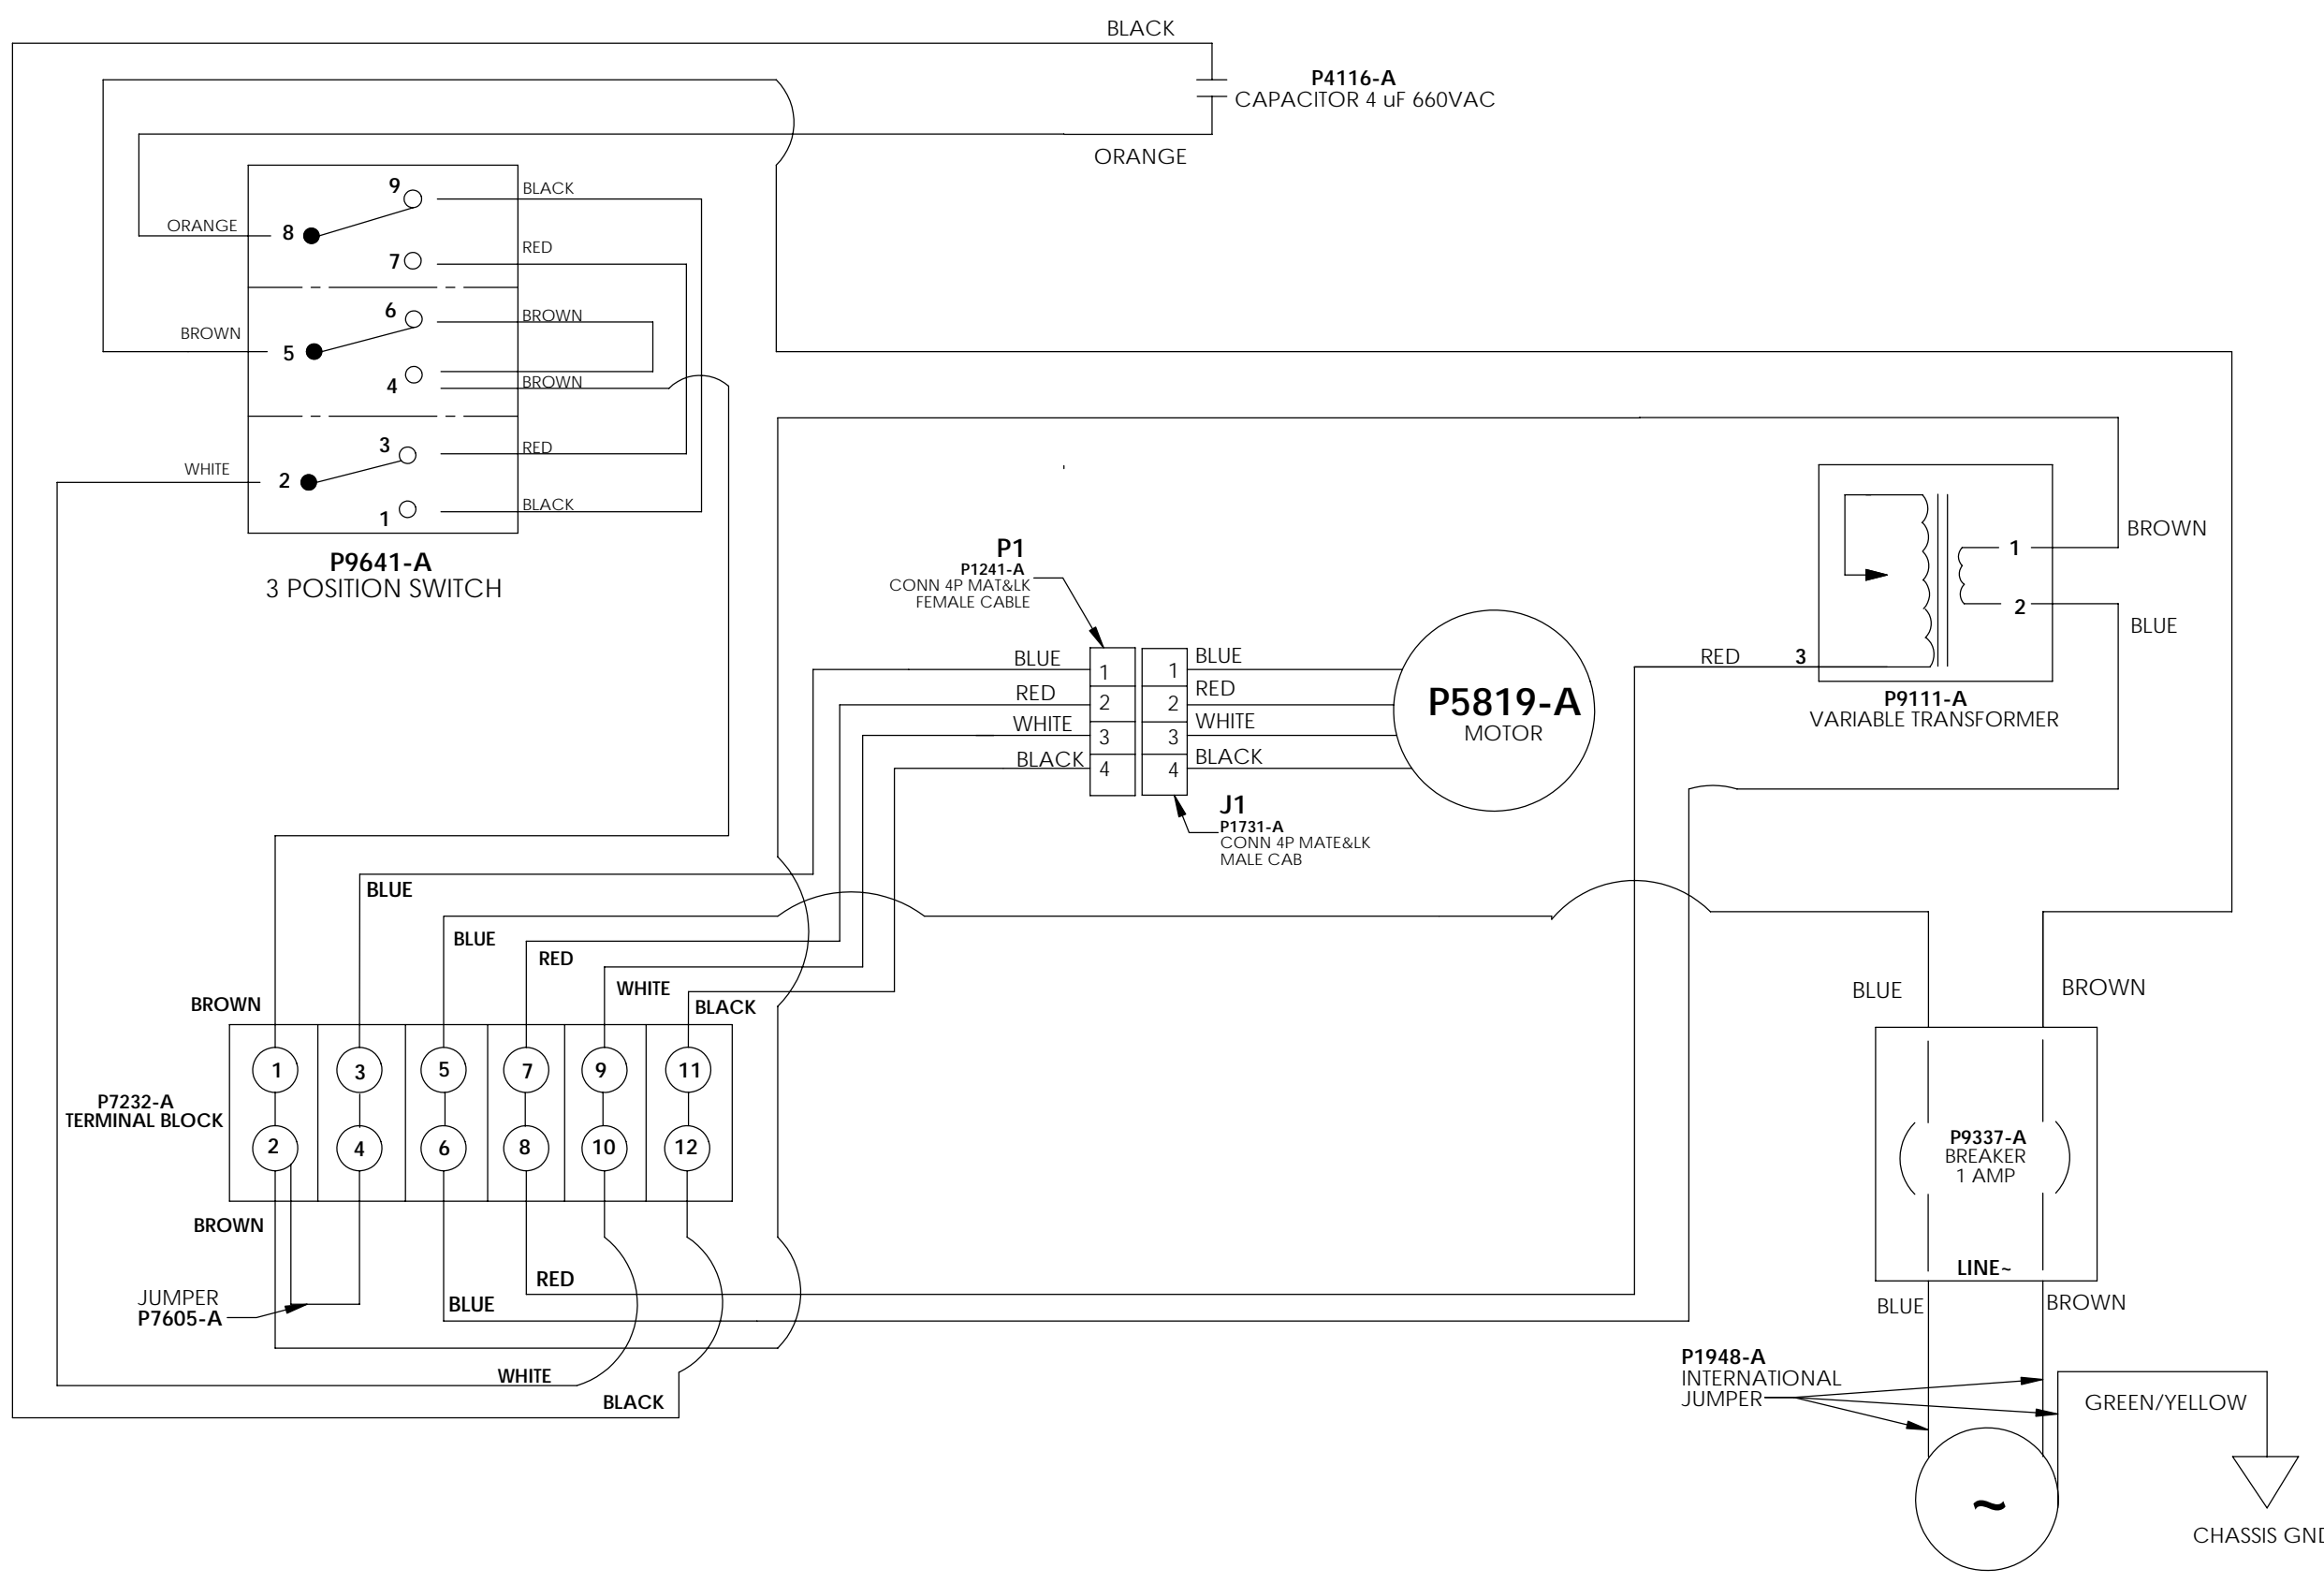 BLACK
P4116-A
CAPACITOR 4 uF 660VAC
ORANGE
9
BLACK
ORANGE
8
RED
7
6
BROWN
BROWN
5
4
BROWN
3
RED
WHITE
2
BLACK
1
P9641-A
3 POSITION SWITCH
P1
P1241-A
CONN 4P MAT&LK
FEMALE CABLE
BLUE
1
1
BLUE
RED
2
2
RED
WHITE
3
3
WHITE
BLACK
4
4
BLACK
P5819-A
MOTOR
J1
P1731-A
CONN 4P MATE&LK
MALE CAB
1
BROWN
2
BLUE
RED
3
P9111-A
VARIABLE TRANSFORMER
BLUE
BLUE
RED
WHITE
BROWN
BLACK
BLUE
BROWN
1
3
5
7
9
11
P7232-A
TERMINAL BLOCK
2
4
6
8
10
12
P9337-A
BREAKER
1 AMP
LINE~
BROWN
RED
BLUE
JUMPER
P7605-A
BLUE
BROWN
WHITE
BLACK
P1948-A
INTERNATIONAL
JUMPER
GREEN/YELLOW
~
CHASSIS GND